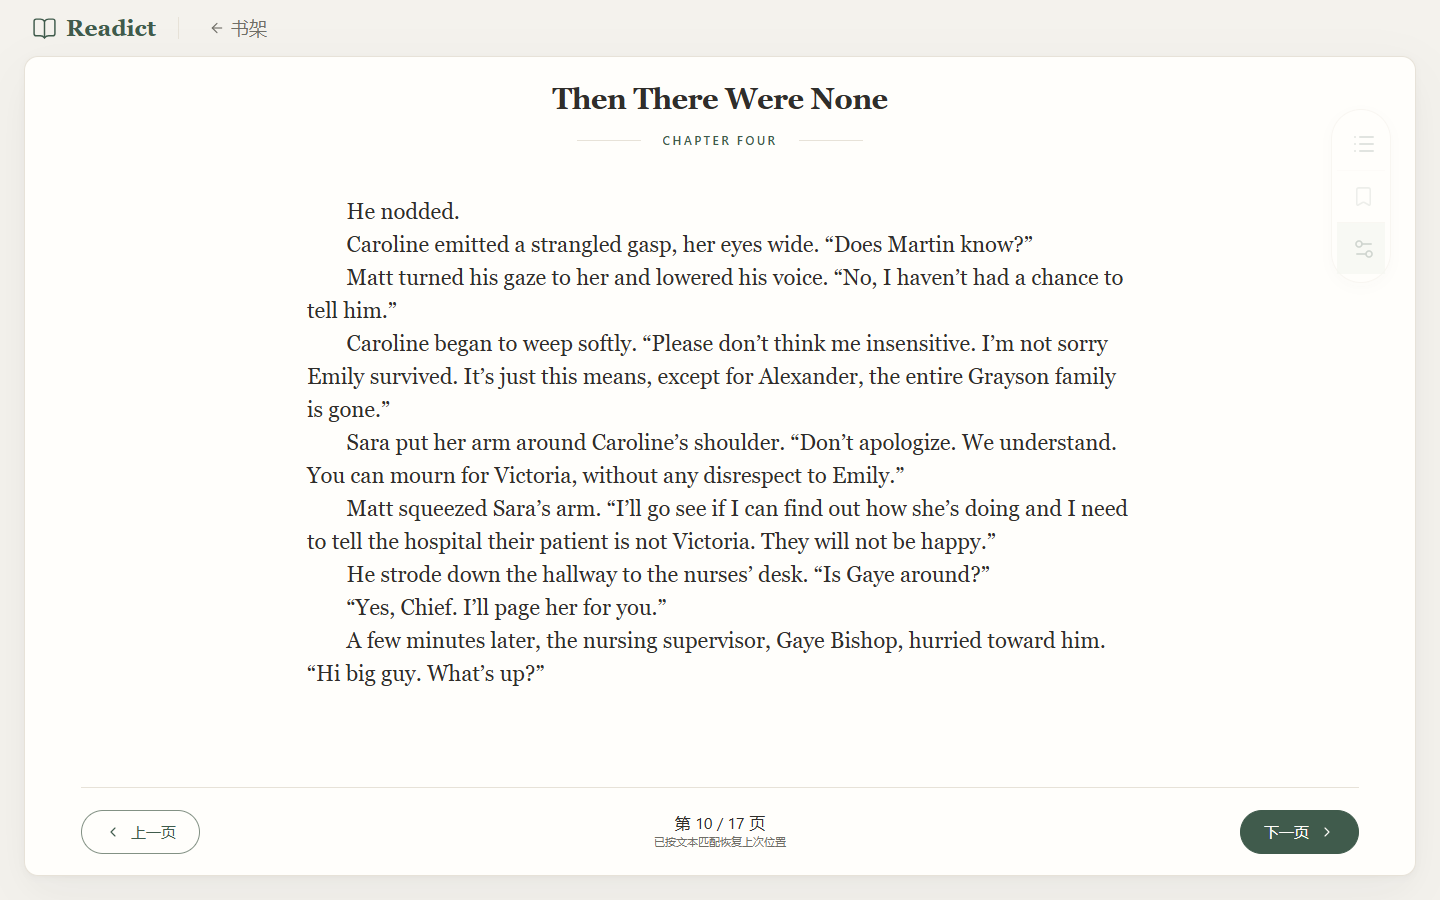 Readict
← 书架
Then There Were None
CHAPTER FOUR
He nodded.
Caroline emitted a strangled gasp, her eyes wide. “Does Martin know?”
Matt turned his gaze to her and lowered his voice. “No, I haven’t had a chance to
tell him.”
Caroline began to weep softly. “Please don’t think me insensitive. I’m not sorry
Emily survived. It’s just this means, except for Alexander, the entire Grayson family
is gone.”
Sara put her arm around Caroline’s shoulder. “Don’t apologize. We understand.
You can mourn for Victoria, without any disrespect to Emily.”
Matt squeezed Sara’s arm. “I’ll go see if I can find out how she’s doing and I need
to tell the hospital their patient is not Victoria. They will not be happy.”
He strode down the hallway to the nurses’ desk. “Is Gaye around?”
“Yes, Chief. I’ll page her for you.”
A few minutes later, the nursing supervisor, Gaye Bishop, hurried toward him.
“Hi big guy. What’s up?”
上一页
第 10 / 17 页
已按文本匹配恢复上次位置
下一页